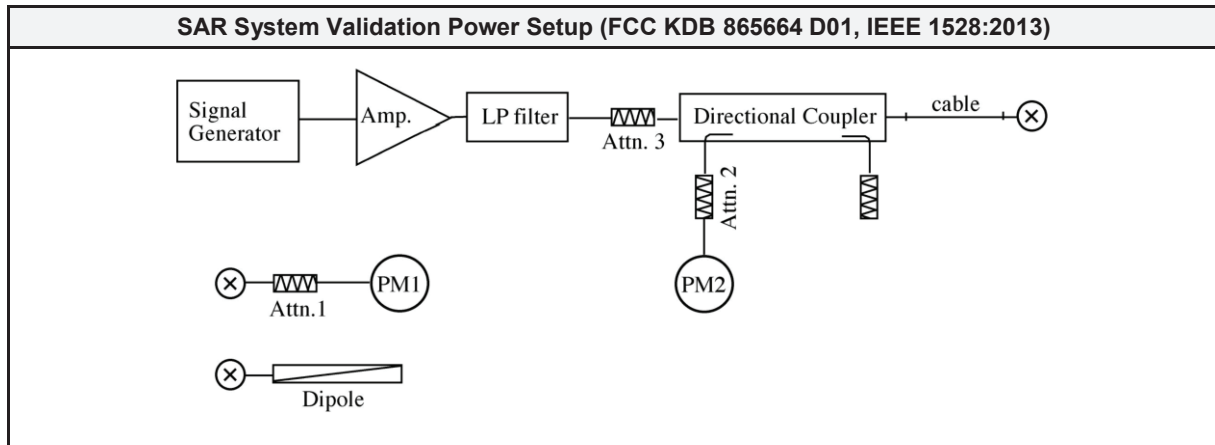 SAR System Validation Power Setup (FCC KDB 865664 D01, IEEE 1528:2013)
Signal
Generator
Amp.
LP filter
Attn. 3
Directional Coupler
cable
Attn. 2
Attn.1
PM1
PM2
Dipole